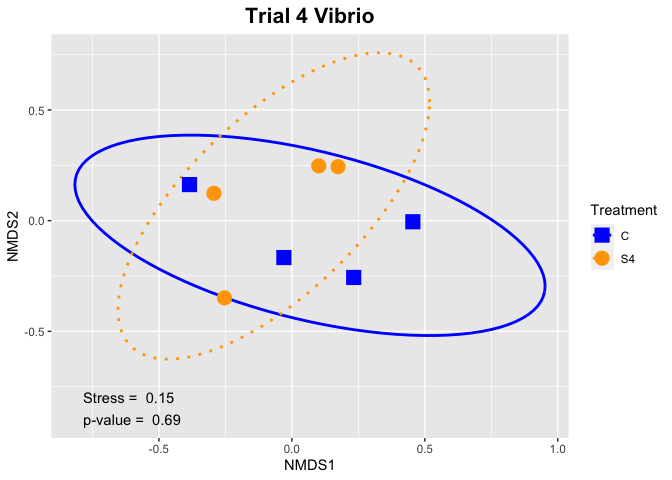 Trial 4 Vibrio
NMDS2
0.5
0.0
-0.5
-0.5
0.0
0.5
1.0
NMDS1
Stress =  0.15
p-value =  0.69
Treatment
C
S4